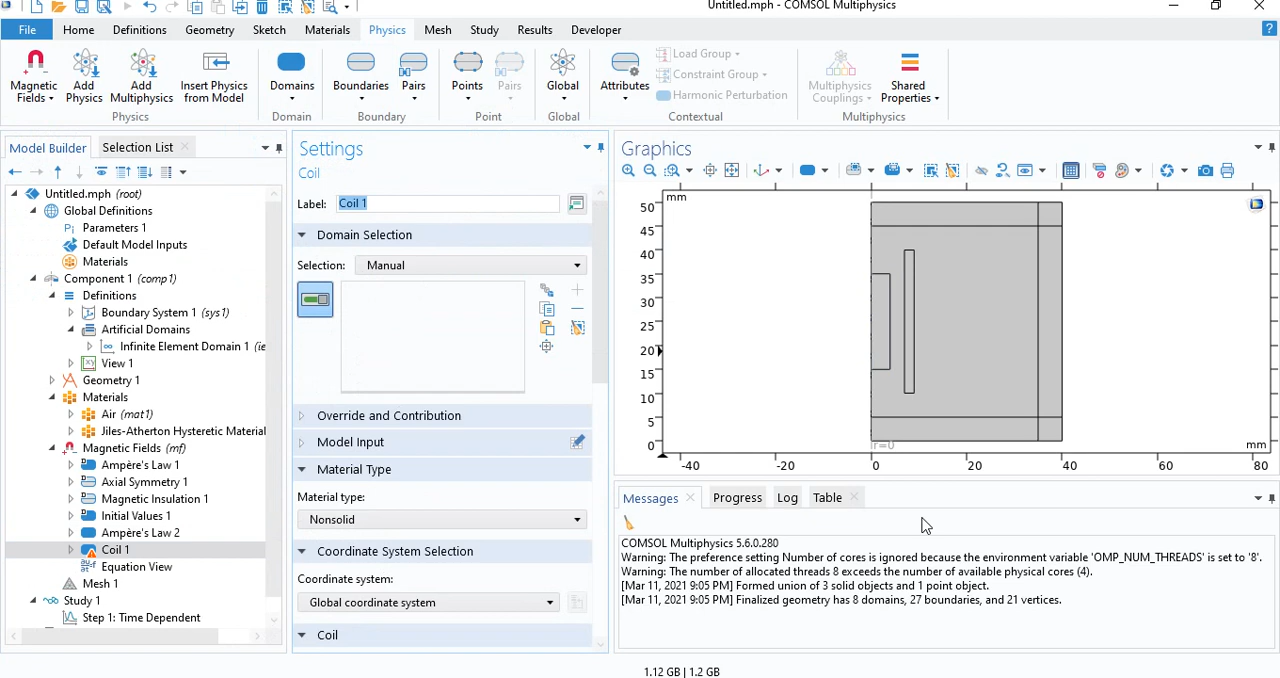 Untitled.mph - COMSOL Multiphysics
File Home Definitions Geometry Sketch Materials Physics Mesh Study Results Developer
Magnetic Fields
Add Physics
Add Multiphysics
Insert Physics from Model
Domains
Boundaries
Pairs
Points
Pairs
Global
Attributes
Load Group
Constraint Group
Harmonic Perturbation
Multiphysics Couplings
Shared Properties
Physics Domain Boundary Point Global Contextual Multiphysics
Model Builder Selection List
Untitled.mph (root)
Global Definitions
Parameters 1
Default Model Inputs
Materials
Component 1 (comp1)
Definitions
Boundary System 1 (sys1)
Artificial Domains
Infinite Element Domain 1 (ie
View 1
Geometry 1
Materials
Air (mat1)
Jiles-Atherton Hysteretic Material
Magnetic Fields (mf)
Ampère's Law 1
Axial Symmetry 1
Magnetic Insulation 1
Initial Values 1
Ampère's Law 2
Coil 1
Equation View
Mesh 1
Study 1
Step 1: Time Dependent
Settings
Coil
Label: Coil 1
Domain Selection
Selection: Manual
Override and Contribution
Model Input
Material Type
Material type:
Nonsolid
Coordinate System Selection
Coordinate system:
Global coordinate system
Coil
Graphics
mm
50
45
40
35
30
25
20
15
10
5
0
r=0
mm
-40 -20 0 20 40 60 80
Messages Progress Log Table
COMSOL Multiphysics 5.6.0.280
Warning: The preference setting Number of cores is ignored because the environment variable 'OMP_NUM_THREADS' is set to '8'.
Warning: The number of allocated threads 8 exceeds the number of available physical cores (4).
[Mar 11, 2021 9:05 PM] Formed union of 3 solid objects and 1 point object.
[Mar 11, 2021 9:05 PM] Finalized geometry has 8 domains, 27 boundaries, and 21 vertices.
1.12 GB | 1.2 GB